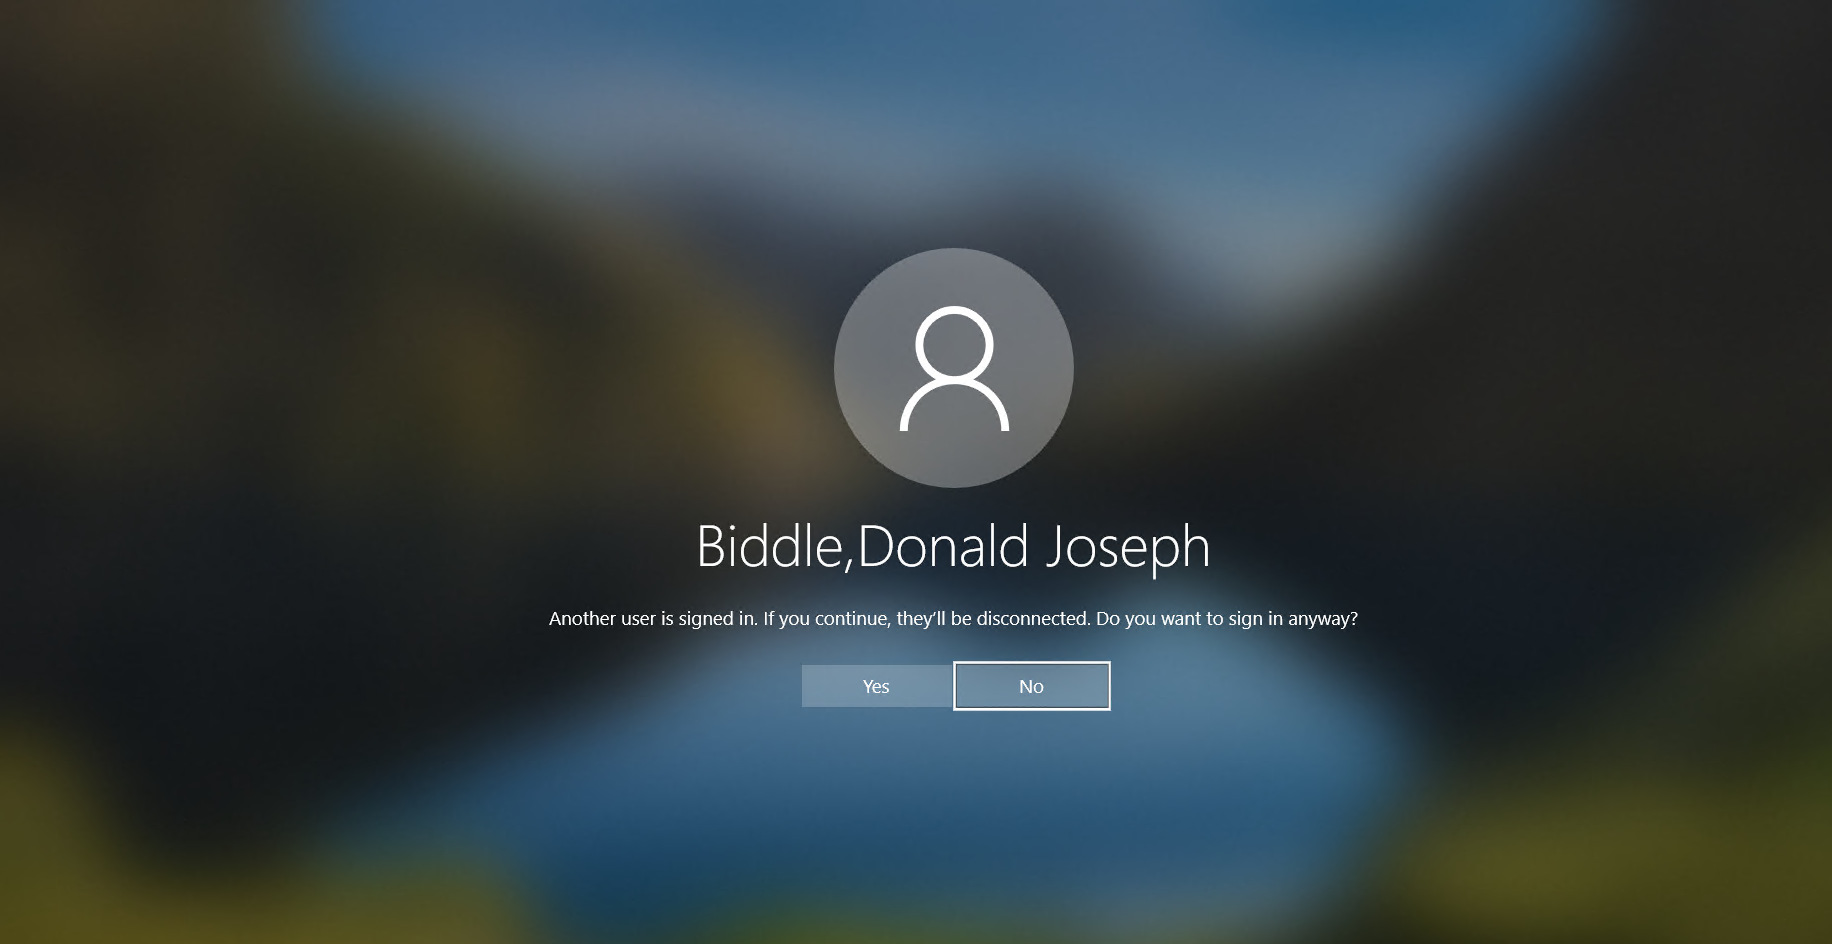 Biddle,Donald Joseph
Another user is signed in. If you continue, they’ll be disconnected. Do you want to sign in anyway?
Yes No